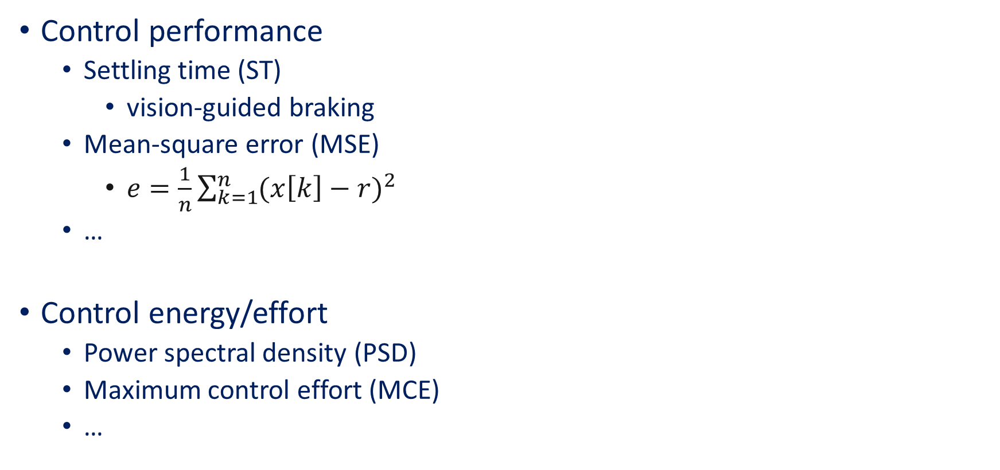 • Control performance
• Settling time (ST)
• vision-guided braking
• Mean-square error (MSE)
• e = \frac{1}{n} \sum_{k=1}^{n} (x[k] − r)^2
• ...
• Control energy/effort
• Power spectral density (PSD)
• Maximum control effort (MCE)
• ...